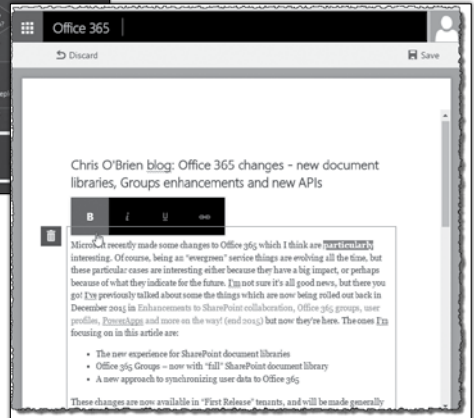 Office 365
Discard
Save
Chris O'Brien blog: Office 365 changes - new document
libraries, Groups enhancements and new APIs
B i U
Microsoft recently made some changes to Office 365 which I think are particularly
interesting. Of course, being an "evergreen" service things are evolving all the time, but
these particular cases are interesting either because they have a big impact, or perhaps
because of what they indicate for the future. I'm not sure it's all good news, but there you
go! I've previously talked about some the things which are now being rolled out back in
December 2015 in Enhancements to SharePoint collaboration, Office 365 groups, user
profiles, PowerApps and more on the way! (end 2015) but now they're here. The ones I'm
focusing on in this article are:
• The new experience for SharePoint document libraries
• Office 365 Groups – now with "full" SharePoint document library
• A new approach to synchronizing user data to Office 365
These changes are now available in "First Release" tenants, and will be made generally